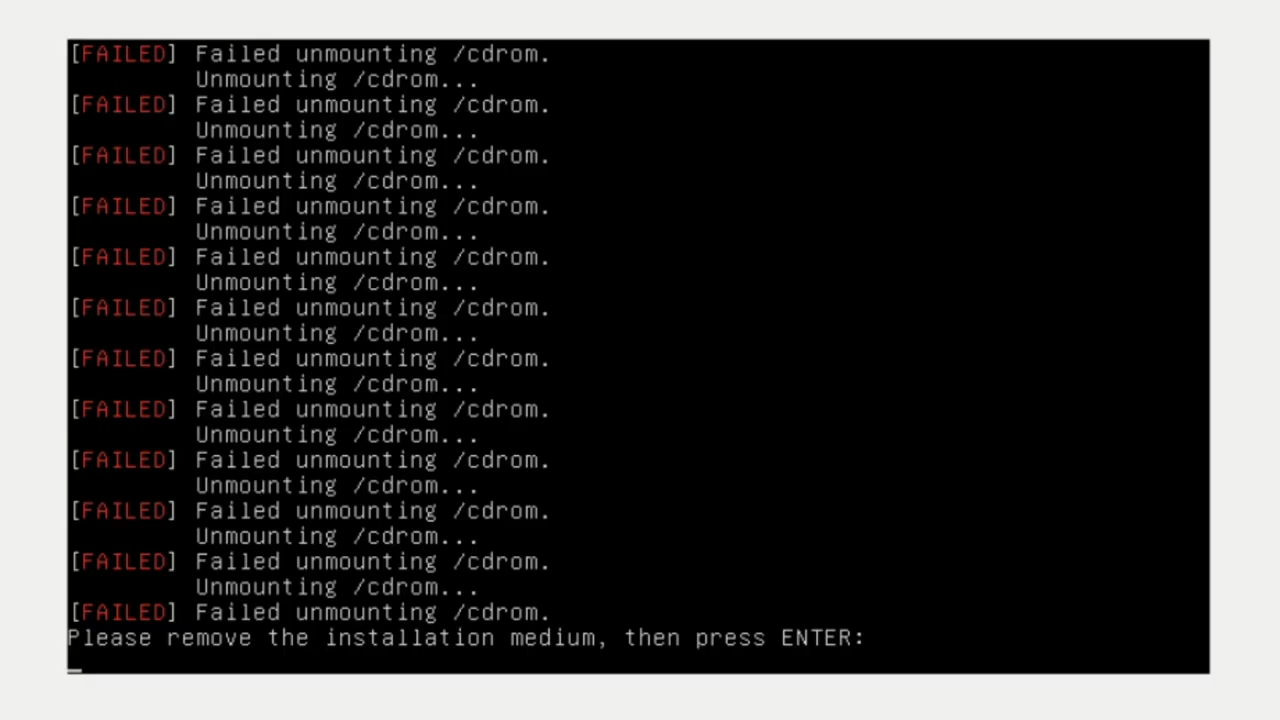 [FAILED] Failed unmounting /cdrom.
Unmounting /cdrom...
[FAILED] Failed unmounting /cdrom.
Unmounting /cdrom...
[FAILED] Failed unmounting /cdrom.
Unmounting /cdrom...
[FAILED] Failed unmounting /cdrom.
Unmounting /cdrom...
[FAILED] Failed unmounting /cdrom.
Unmounting /cdrom...
[FAILED] Failed unmounting /cdrom.
Unmounting /cdrom...
[FAILED] Failed unmounting /cdrom.
Unmounting /cdrom...
[FAILED] Failed unmounting /cdrom.
Unmounting /cdrom...
[FAILED] Failed unmounting /cdrom.
Unmounting /cdrom...
[FAILED] Failed unmounting /cdrom.
Unmounting /cdrom...
[FAILED] Failed unmounting /cdrom.
Unmounting /cdrom...
[FAILED] Failed unmounting /cdrom.
Please remove the installation medium, then press ENTER: